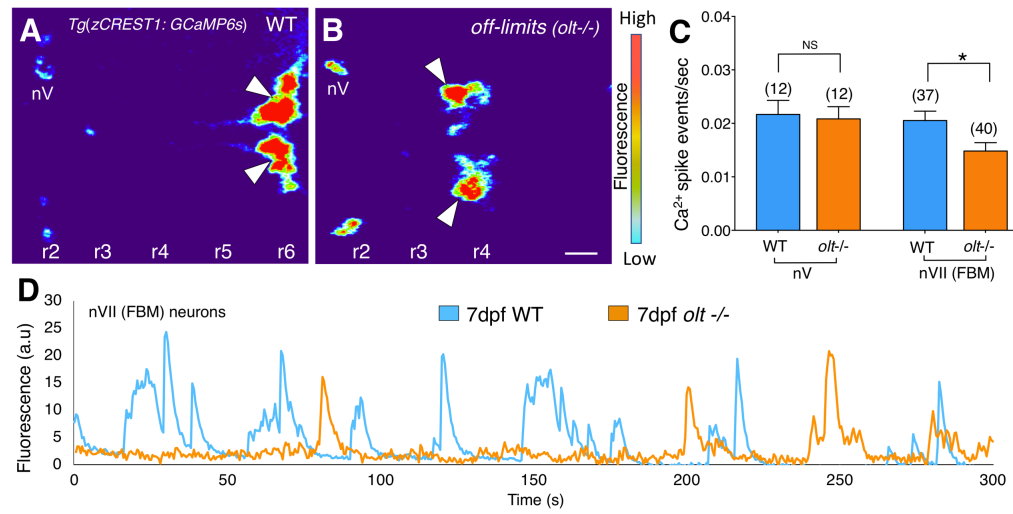 A
Tg(zCREST1: GCaMP6s) WT
nV
r2 r3 r4 r5 r6
B
off-limits (olt-/-)
nV
r2 r3 r4
High
Fluorescence
Low
C
Ca2+ spike events/sec
0.04
0.03
0.02
0.01
0.00
NS
(12) (12)
*
(37)
(40)
WT olt-/- WT olt-/-
nV nVII (FBM)
D
nVII (FBM) neurons
7dpf WT 7dpf olt -/-
Fluorescence (a.u)
30
25
20
15
10
5
0
0 50 100 150 200 250 300
Time (s)